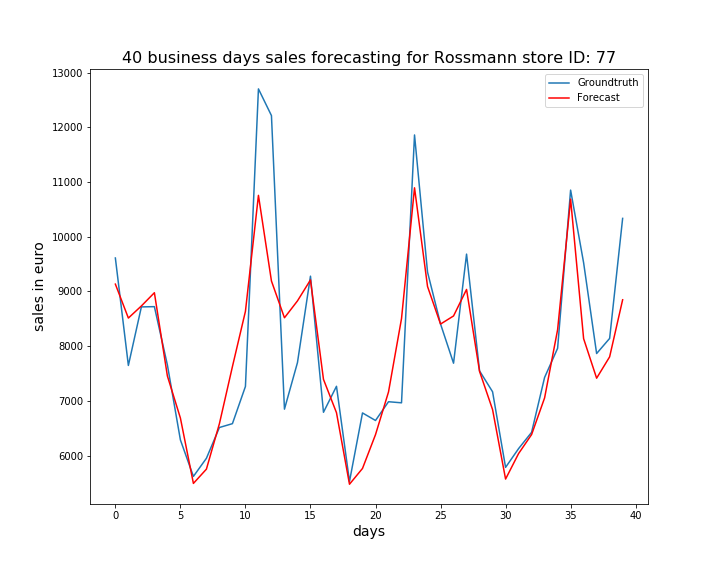 40 business days sales forecasting for Rossmann store ID: 77
Groundtruth
Forecast
13000
12000
11000
10000
9000
8000
7000
6000
sales in euro
0 5 10 15 20 25 30 35 40
days